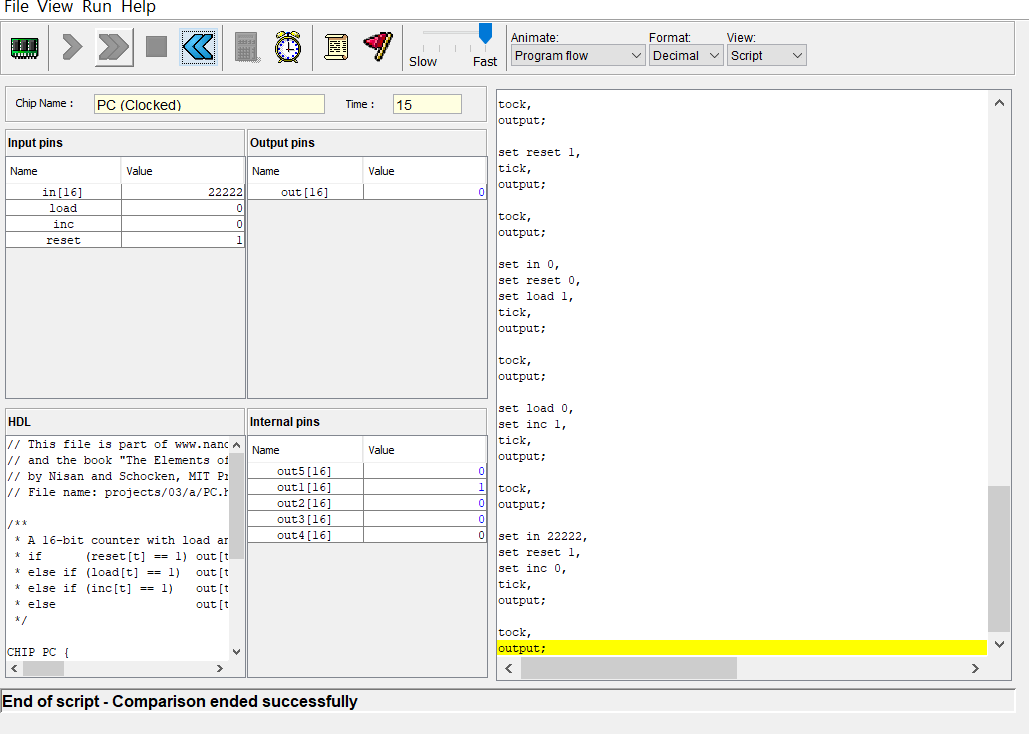 File View Run Help
Slow Fast
Animate:
Program flow
Format:
Decimal
View:
Script
Chip Name : PC (Clocked) Time : 15
Input pins
Name Value
in[16] 22222
load 0
inc 0
reset 1
Output pins
Name Value
out[16] 0
HDL
// This file is part of www.nand
// and the book "The Elements of
// by Nisan and Schocken, MIT Pr
// File name: projects/03/a/PC.h
/**
* A 16-bit counter with load an
* if (reset[t] == 1) out[t
* else if (load[t] == 1) out[t
* else if (inc[t] == 1) out[t
* else out[t
*/
CHIP PC {
Internal pins
Name Value
out5[16] 0
out1[16] 1
out2[16] 0
out3[16] 0
out4[16] 0
tock,
output;
set reset 1,
tick,
output;
tock,
output;
set in 0,
set reset 0,
set load 1,
tick,
output;
tock,
output;
set load 0,
set inc 1,
tick,
output;
tock,
output;
set in 22222,
set reset 1,
set inc 0,
tick,
output;
tock,
output;
End of script - Comparison ended successfully